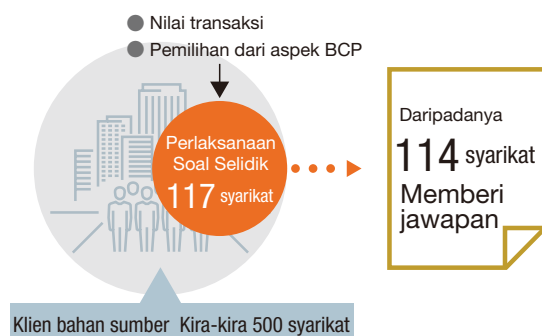 ● Nilai transaksi
● Pemilihan dari aspek BCP
Perlaksanaan
Soal Selidik
117 syarikat
Daripadanya
114 syarikat
Memberi
jawapan
Klien bahan sumber Kira-kira 500 syarikat